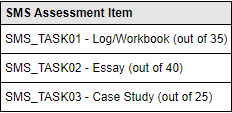 SMS Assessment Item
SMS_TASK01 - Log/Workbook (out of 35)
SMS_TASK02 - Essay (out of 40)
SMS_TASK03 - Case Study (out of 25)